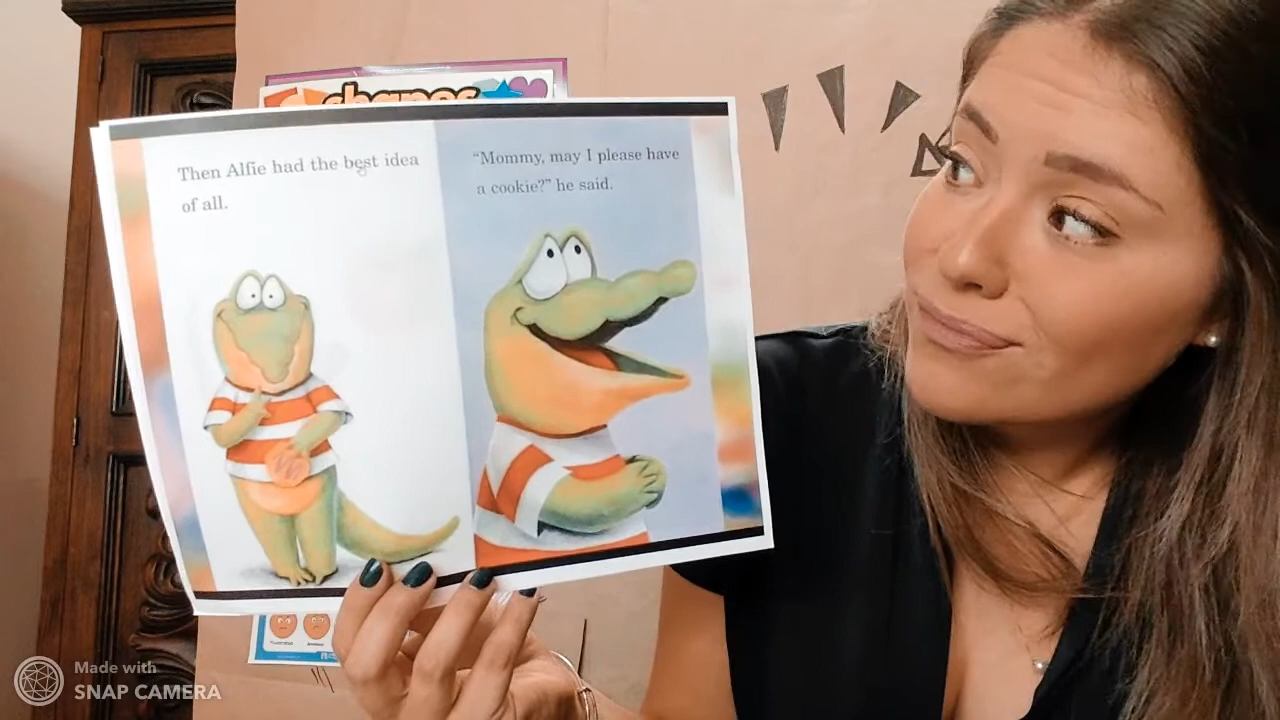 shapes
Then Alfie had the best idea
of all.
“Mommy, may I please have
a cookie?” he said.
Made with
SNAP CAMERA